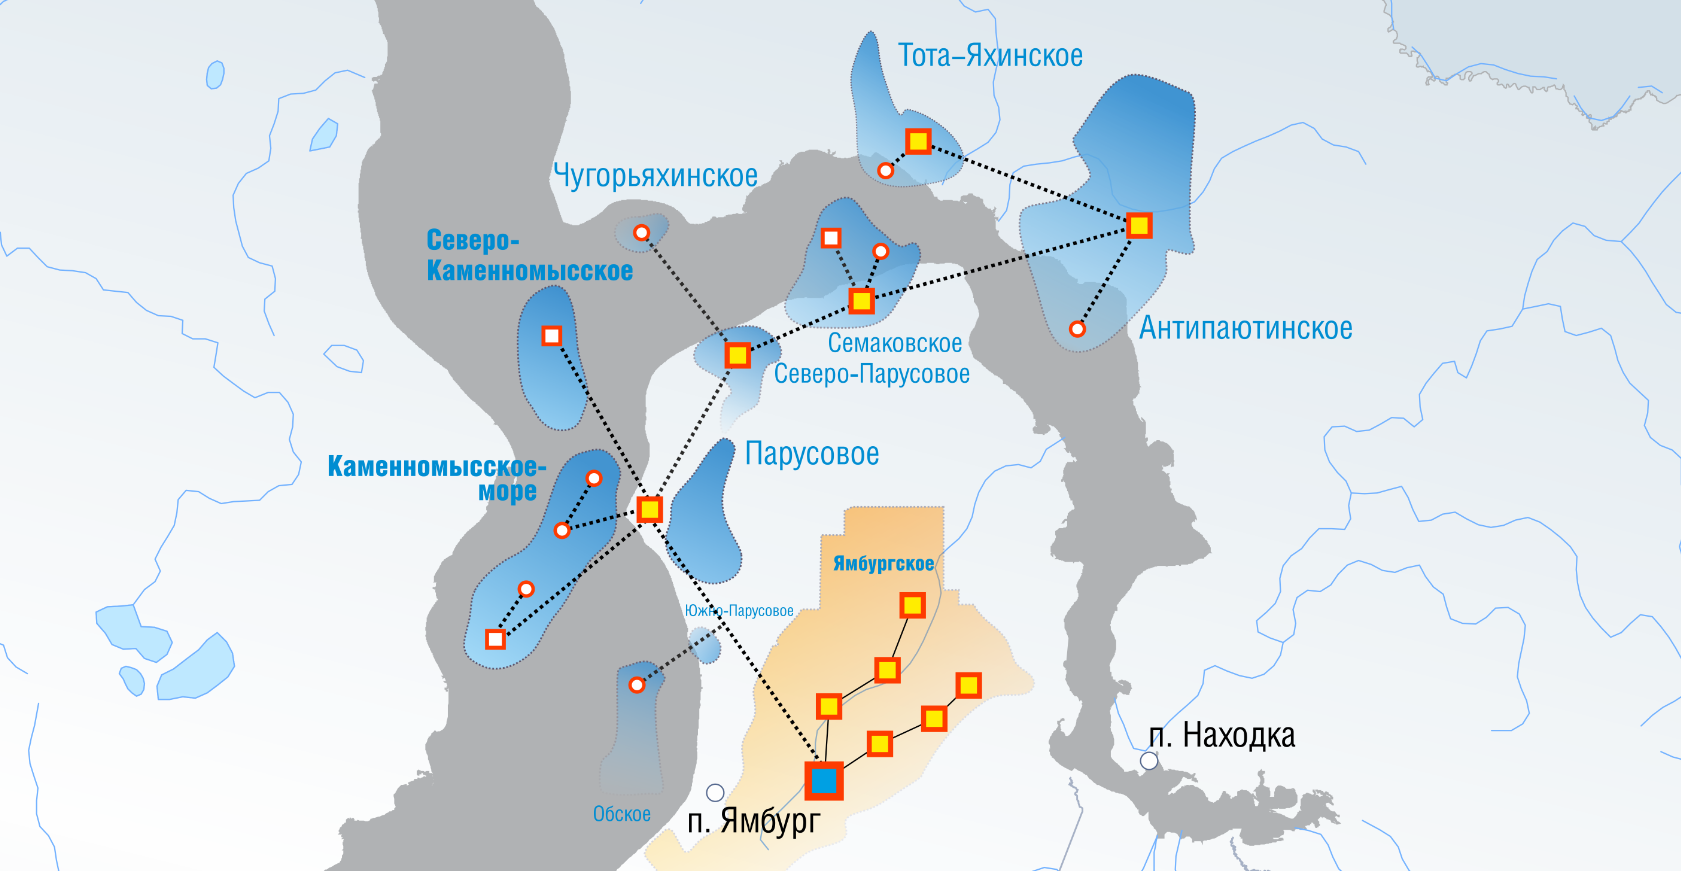 Тота–Яхинское
Чугорьяхинское
Северо-
Каменномысское
Антипаютинское
Семаковское
Северо-Парусовое
Парусовое
Каменномысское-
море
Ямбургское
Южно-Парусовое
п. Находка
Обское
п. Ямбург